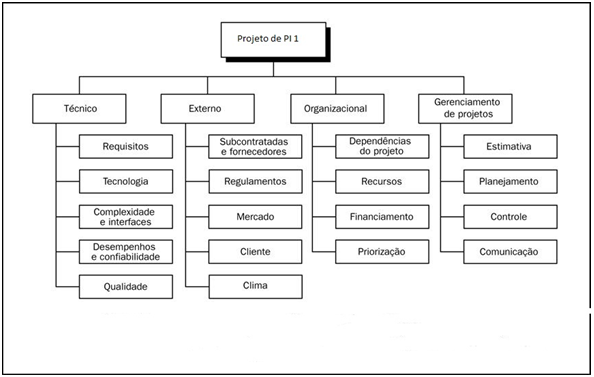 Projeto de PI 1
Técnico
Externo
Organizacional
Gerenciamento
de projetos
Requisitos
Tecnologia
Complexidade
e interfaces
Desempenhos
e confiabilidade
Qualidade
Subcontratadas
e fornecedores
Regulamentos
Mercado
Cliente
Clima
Dependências
do projeto
Recursos
Financiamento
Priorização
Estimativa
Planejamento
Controle
Comunicação